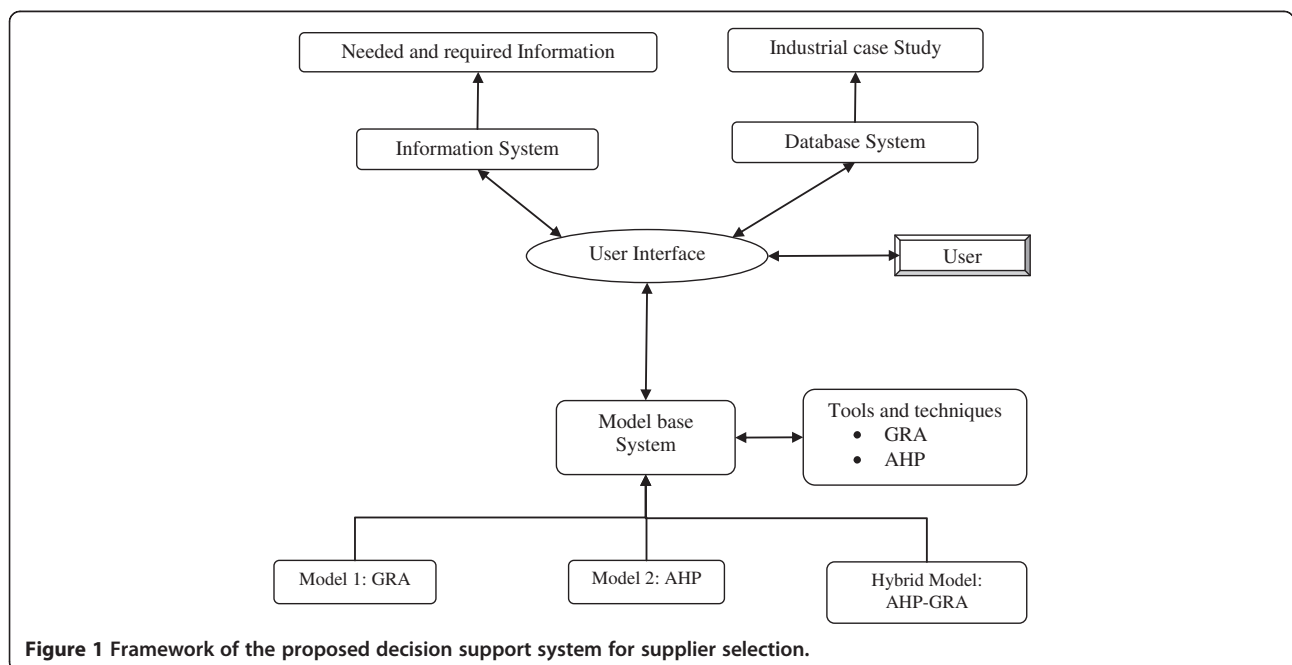 Needed and required Information
Industrial case Study
Information System
Database System
User Interface
User
Model base
System
Tools and techniques
• GRA
• AHP
Model 1: GRA
Model 2: AHP
Hybrid Model:
AHP-GRA
Figure 1 Framework of the proposed decision support system for supplier selection.